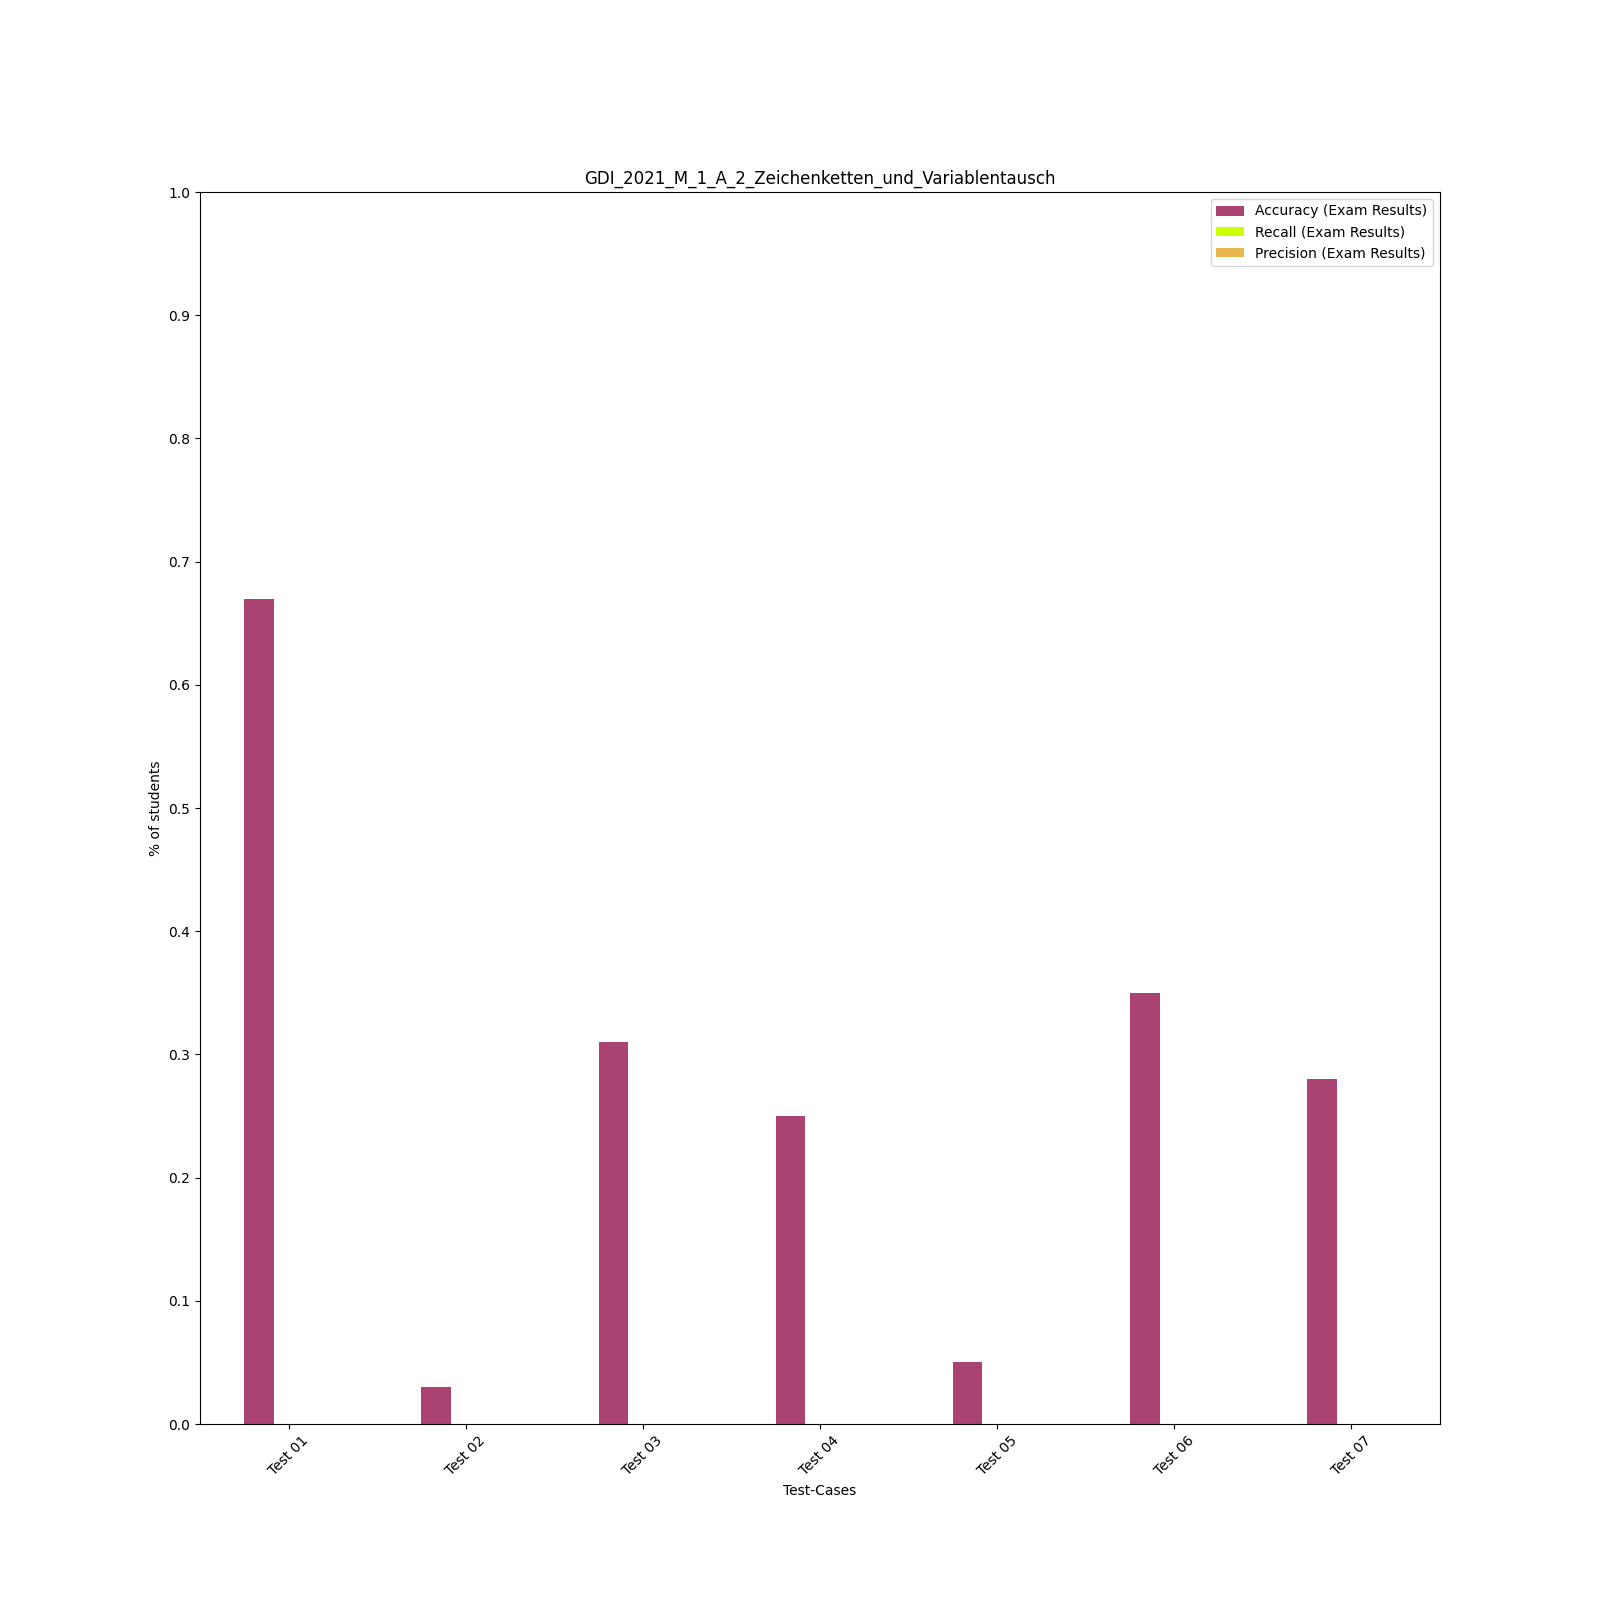 GDI_2021_M_1_A_2_Zeichenketten_und_Variablentausch
Accuracy (Exam Results)
Recall (Exam Results)
Precision (Exam Results)
1.0
0.9
0.8
0.7
0.6
0.5
0.4
0.3
0.2
0.1
0.0
% of students
Test 01
Test 02
Test 03
Test 04
Test 05
Test 06
Test 07
Test-Cases